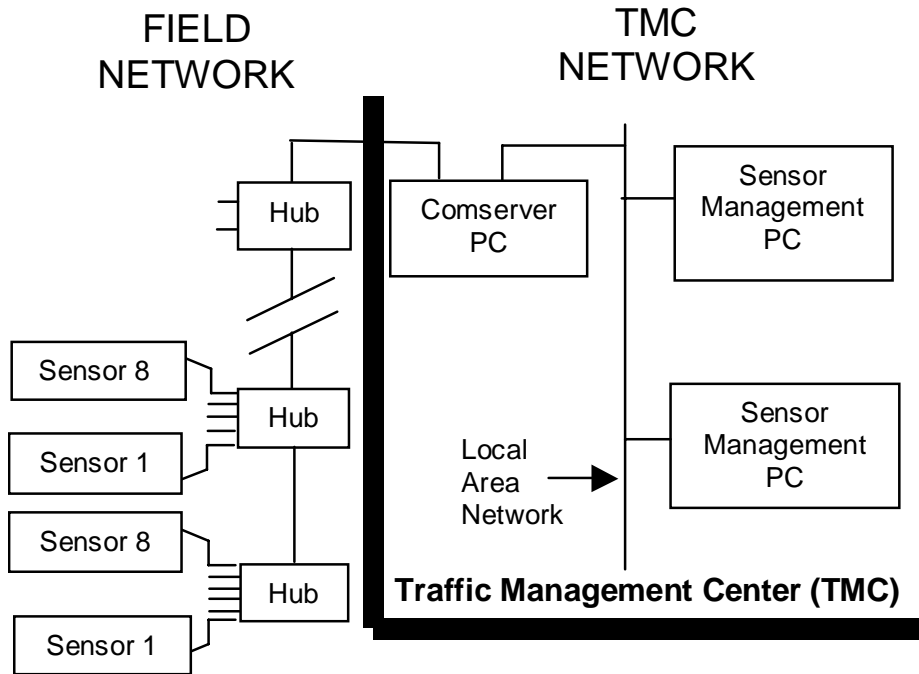 FIELD
NETWORK
TMC
NETWORK
Hub
Comserver
PC
Sensor
Management
PC
Sensor 8
Hub
Sensor 1
Sensor
Management
PC
Local
Area
Network
Sensor 8
Hub
Sensor 1
Traffic Management Center (TMC)